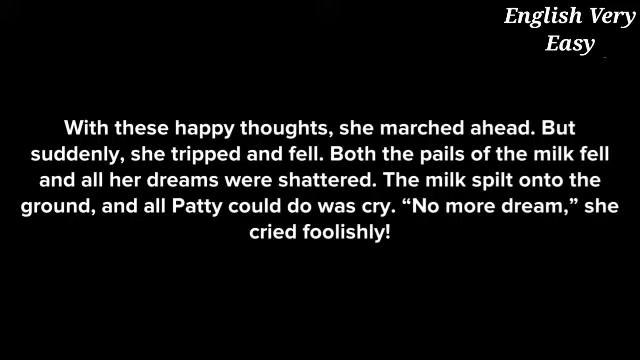 English Very
Easy
With these happy thoughts, she marched ahead. But
suddenly, she tripped and fell. Both the pails of the milk fell
and all her dreams were shattered. The milk spilt onto the
ground, and all Patty could do was cry. “No more dream,” she
cried foolishly!